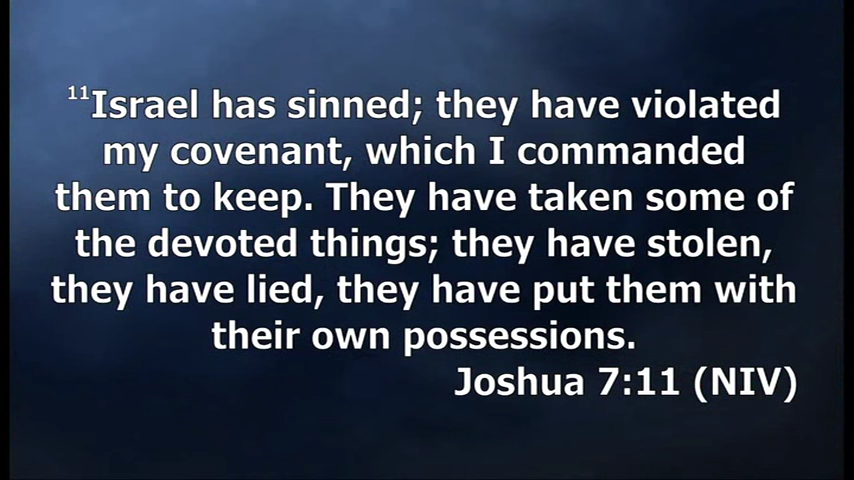 ¹¹Israel has sinned; they have violated
my covenant, which I commanded
them to keep. They have taken some of
the devoted things; they have stolen,
they have lied, they have put them with
their own possessions.
Joshua 7:11 (NIV)